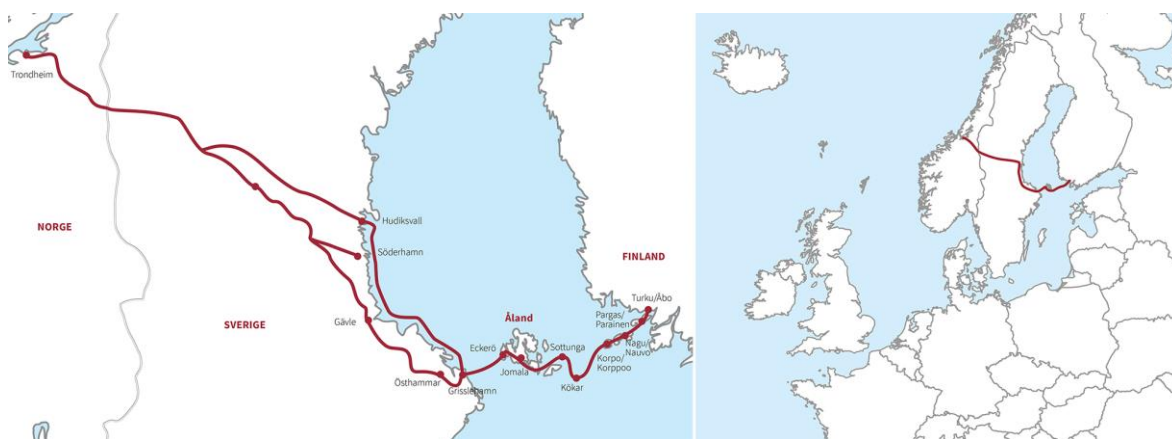 Trondheim
NORGE
SVERIGE
Hudiksvall
Söderhamn
Gävle
Östhammar
Grisslehamn
Eckerö
Åland
Jomala
Sottunga
Kökar
FINLAND
Turku/Åbo
Pargas/
Parainen
Nagu/
Nauvo
Korpo/
Korppoo